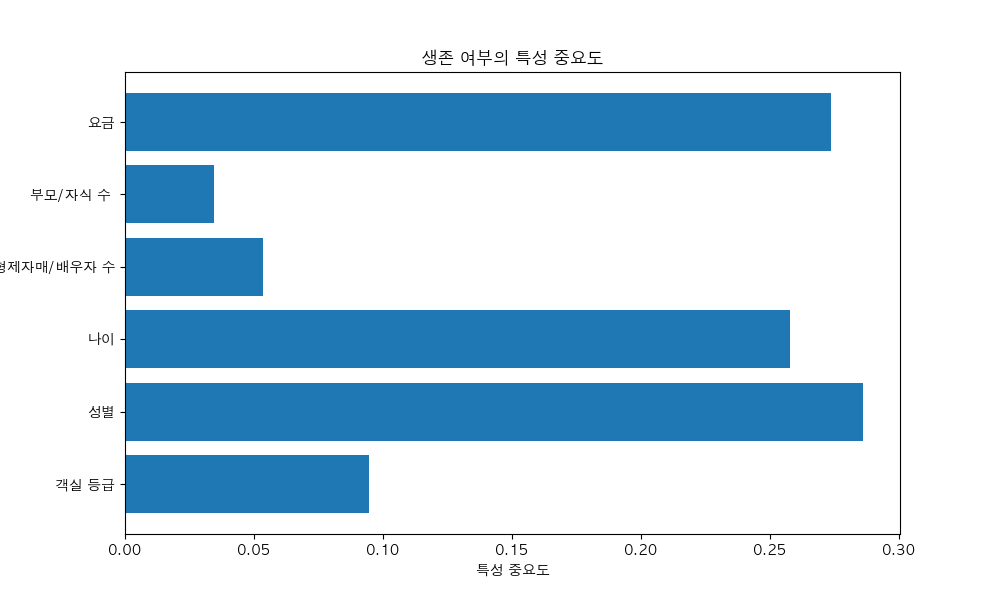 생존 여부의 특성 중요도
요금
부모/자식 수
형제자매/배우자 수
나이
성별
객실 등급
0.00 0.05 0.10 0.15 0.20 0.25 0.30
특성 중요도